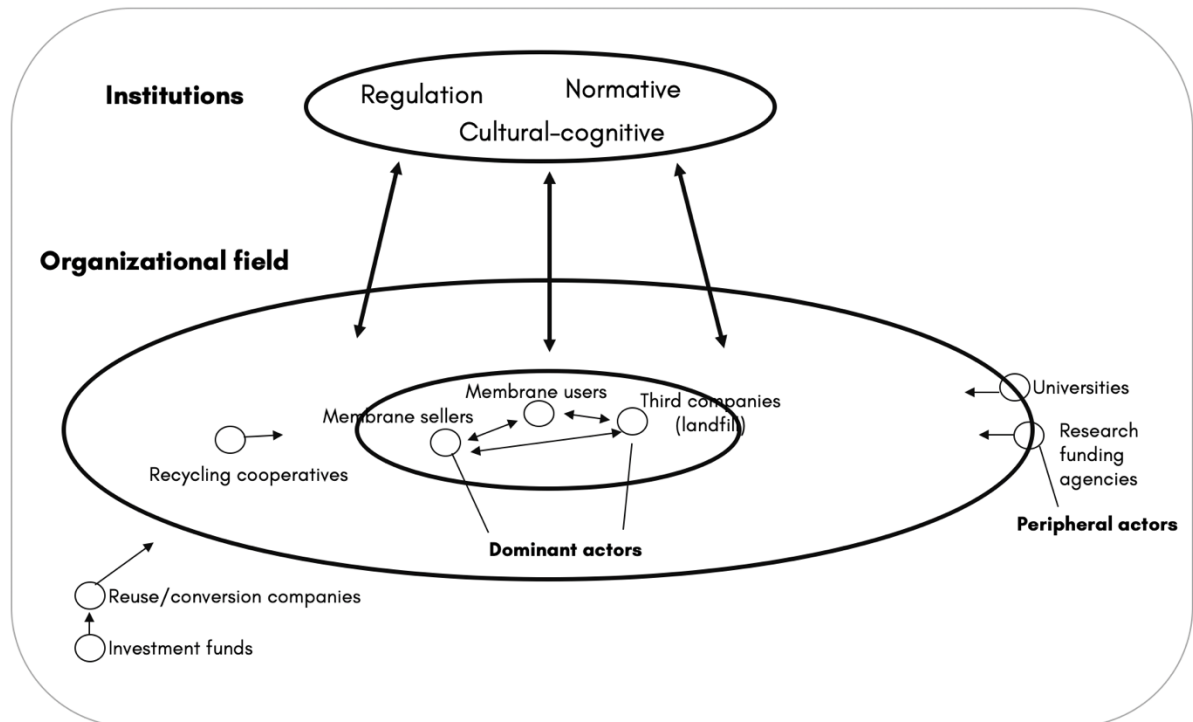 Institutions
Regulation
Normative
Cultural-cognitive
Organizational field
Membrane users
Membrane sellers
Third companies
(landfill)
Universities
Research
funding
agencies
Recycling cooperatives
Peripheral actors
Dominant actors
Reuse/conversion companies
Investment funds